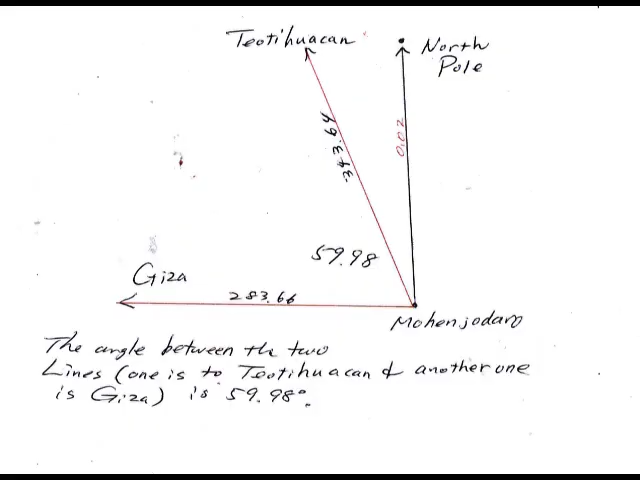 Teotihuacan
North
Pole
343.64
0.02
59.98
Giza
283.66
Mohenjodaro
The angle between the two
Lines (one is to Teotihuacan & another one
is Giza) is 59.98°.